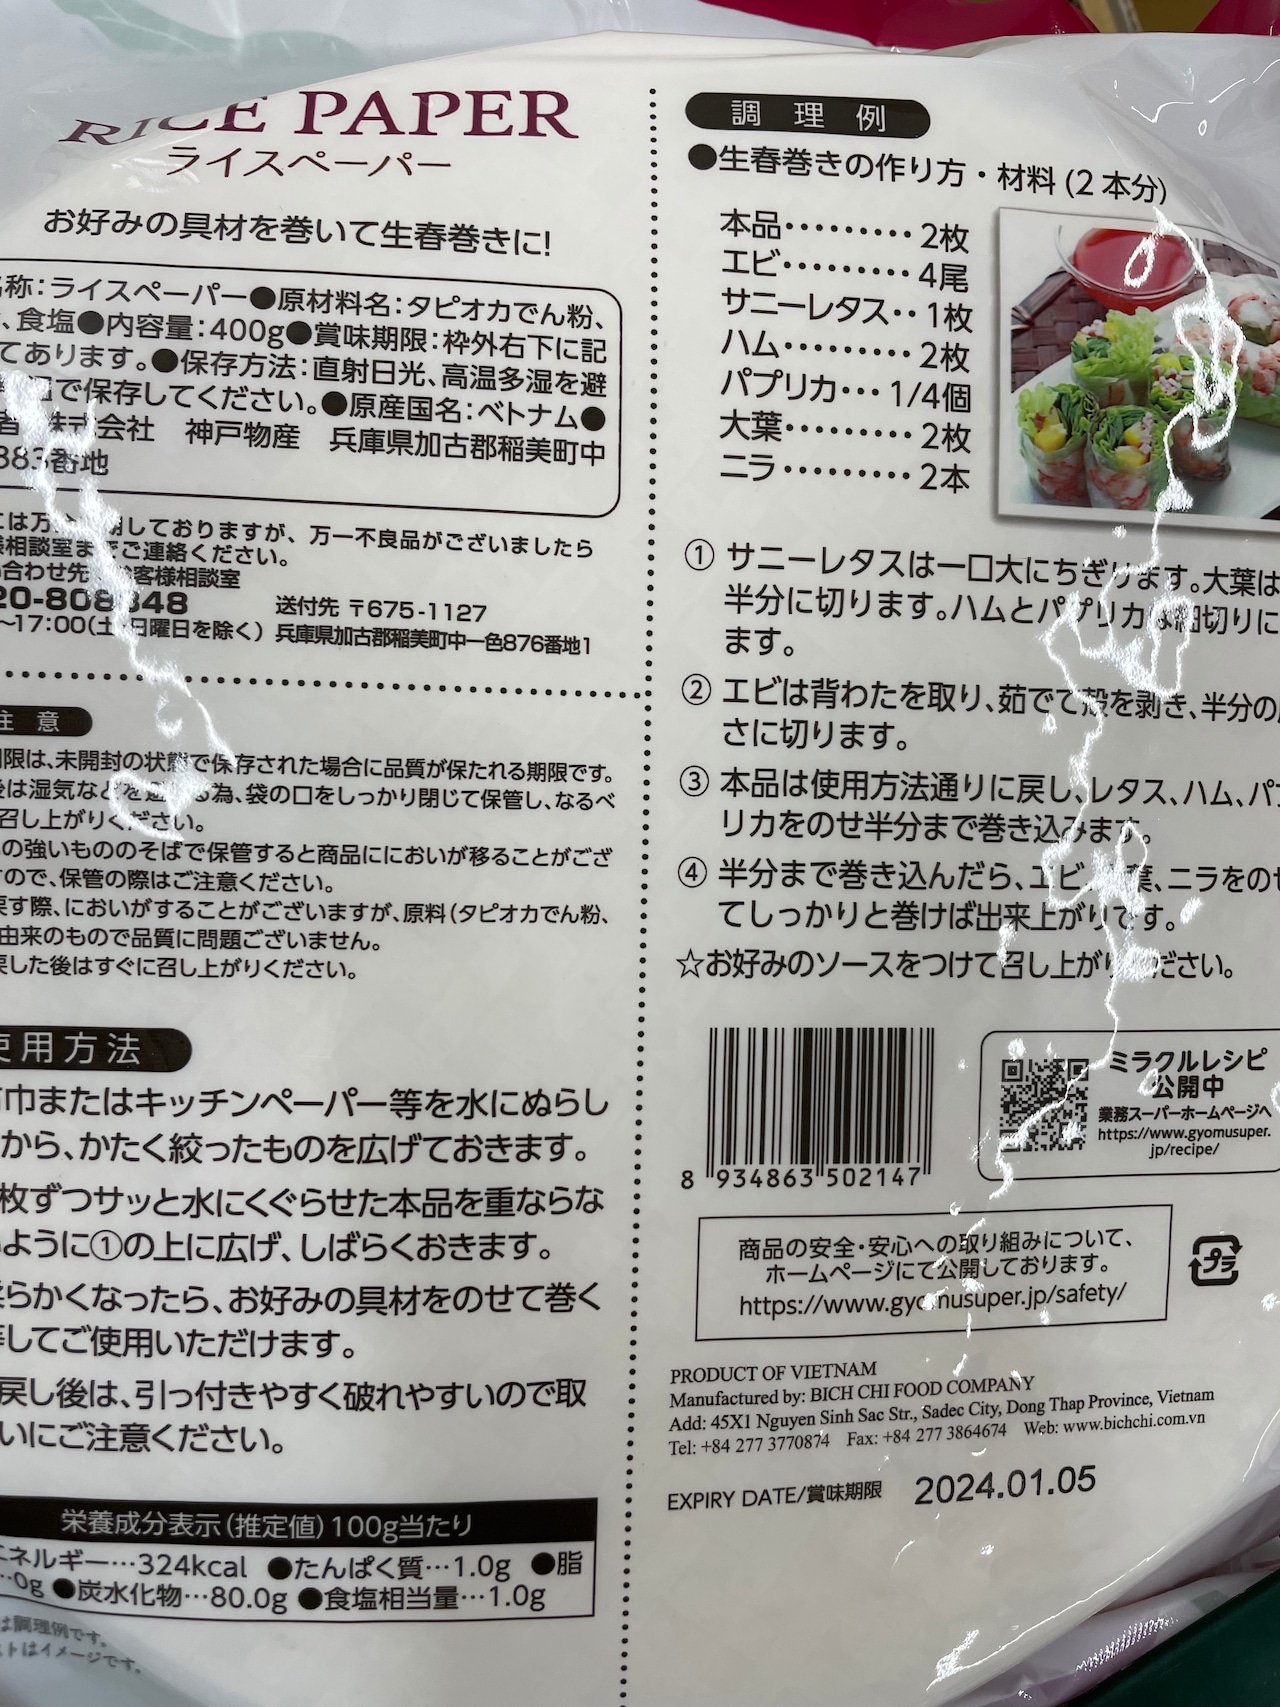 RICE PAPER
ライスペーパー
お好みの具材を巻いて生春巻きに!
称:ライスペーパー●原材料名:タピオカでん粉、
、食塩●内容量:400g●賞味期限:枠外右下に記
てあります。●保存方法:直射日光、高温多湿を避
で保存してください。●原産国名:ベトナム●
者 株式会社 神戸物産 兵庫県加古郡稲美町中
883番地
には万 しておりますが、万一不良品がございましたら
様相談室までご連絡ください。
合わせ先 お客様相談室
20-808348
送付先 〒675-1127
~17:00(土・日曜日を除く) 兵庫県加古郡稲美町中一色876番地1
注意
期限は、未開封の状態で保存された場合に品質が保たれる期限です。
後は湿気などを避ける為、袋の口をしっかり閉じて保管し、なるべ
召し上がりください。
の強いもののそばで保管すると商品ににおいが移ることがござ
ので、保管の際はご注意ください。
戻す際、においがすることがございますが、原料(タピオカでん粉、
由来のもので品質に問題ございません。
戻した後はすぐに召し上がりください。
使用方法
布巾またはキッチンペーパー等を水にぬらし
から、かたく絞ったものを広げておきます。
枚ずつサッと水にくぐらせた本品を重ならな
ように①の上に広げ、しばらくおきます。
柔らかくなったら、お好みの具材をのせて巻く
等してご使用いただけます。
戻し後は、引っ付きやすく破れやすいので取
いにご注意ください。
栄養成分表示(推定値)100g当たり
エネルギー…324kcal ●たんぱく質…1.0g ●脂
…0g ●炭水化物…80.0g ●食塩相当量…1.0g
は調理例です。
トはイメージです。
調理例
●生春巻きの作り方・材料(2本分)
本品………2枚
エビ………4尾
サニーレタス‥1枚
ハム………2枚
パプリカ…1/4個
大葉………2枚
ニラ………2本
① サニーレタスは一口大にちぎります。大葉は
半分に切ります。ハムとパプリカは細切りに
ます。
② エビは背わたを取り、茹でて殻を剥き、半分の厚
さに切ります。
③ 本品は使用方法通りに戻し、レタス、ハム、パプ
リカをのせ半分まで巻き込みます。
④ 半分まで巻き込んだら、エビ、大葉、ニラをのせ
てしっかりと巻けば出来上がりです。
☆お好みのソースをつけて召し上がりください。
8 934863 502147
ミラクルレシピ
公開中
業務スーパーホームページへ
https://www.gyomusuper.
jp/recipe/
商品の安全・安心への取り組みについて、
ホームページにて公開しております。
https://www.gyomusuper.jp/safety/
プラ
PRODUCT OF VIETNAM
Manufactured by: BICH CHI FOOD COMPANY
Add: 45X1 Nguyen Sinh Sac Str., Sadec City, Dong Thap Province, Vietnam
Tel: +84 277 3770874 Fax: +84 277 3864674 Web: www.bichchi.com.vn
EXPIRY DATE/賞味期限 2024.01.05